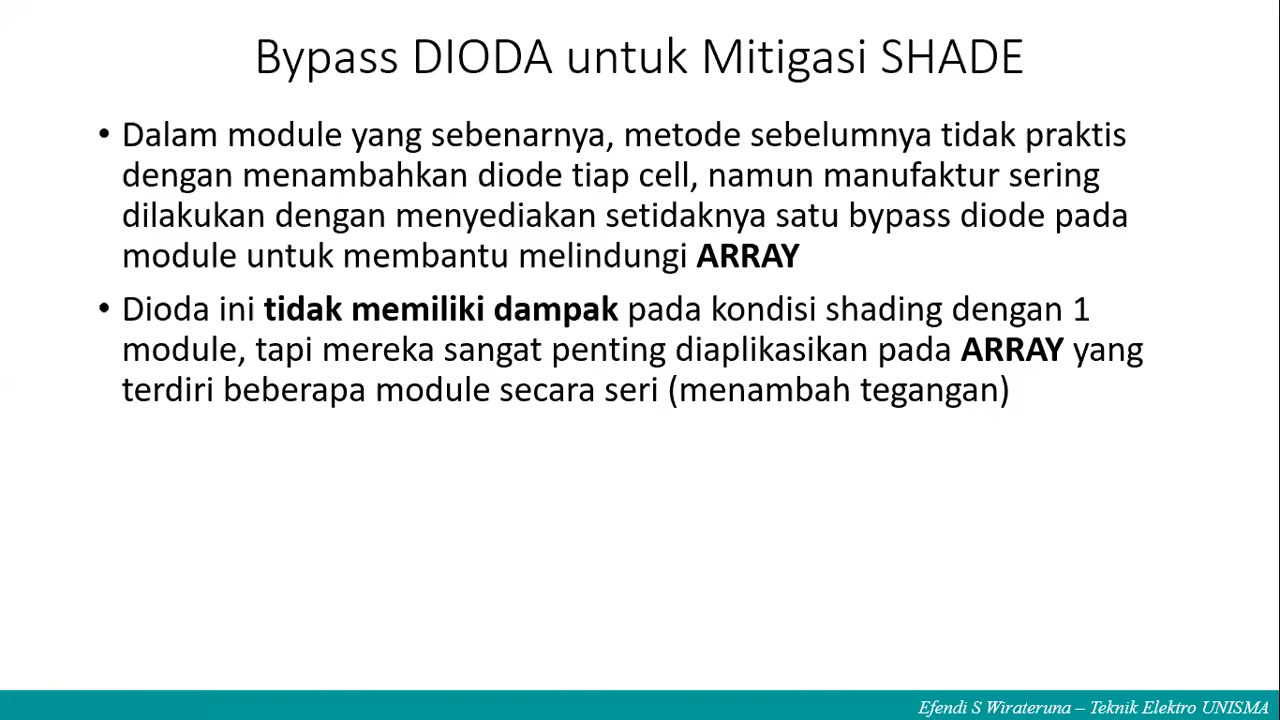 Bypass DIODA untuk Mitigasi SHADE
• Dalam module yang sebenarnya, metode sebelumnya tidak praktis
dengan menambahkan diode tiap cell, namun manufaktur sering
dilakukan dengan menyediakan setidaknya satu bypass diode pada
module untuk membantu melindungi ARRAY
• Dioda ini tidak memiliki dampak pada kondisi shading dengan 1
module, tapi mereka sangat penting diaplikasikan pada ARRAY yang
terdiri beberapa module secara seri (menambah tegangan)
Efendi S Wirateruna – Teknik Elektro UNISMA